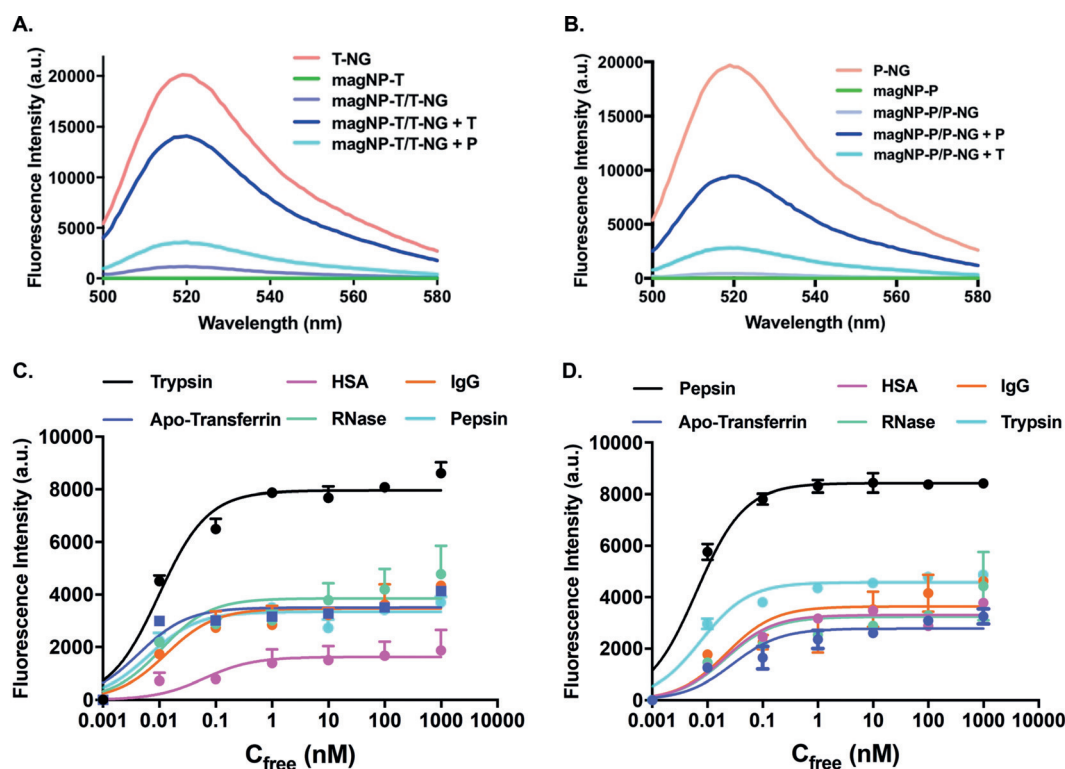 A.
Fluorescence Intensity (a.u.)
20000
15000
10000
5000
0
500 520 540 560 580
Wavelength (nm)
T-NG
magNP-T
magNP-T/T-NG
magNP-T/T-NG + T
magNP-T/T-NG + P
B.
Fluorescence Intensity (a.u.)
20000
15000
10000
5000
0
500 520 540 560 580
Wavelength (nm)
P-NG
magNP-P
magNP-P/P-NG
magNP-P/P-NG + P
magNP-P/P-NG + T
C.
Trypsin HSA IgG
Apo-Transferrin RNase Pepsin
Fluorescence Intensity (a.u.)
10000
8000
6000
4000
2000
0
0.001 0.01 0.1 1 10 100 1000 10000
Cfree (nM)
D.
Pepsin HSA IgG
Apo-Transferrin RNase Trypsin
Fluorescence Intensity (a.u.)
10000
8000
6000
4000
2000
0
0.001 0.01 0.1 1 10 100 1000 10000
Cfree (nM)